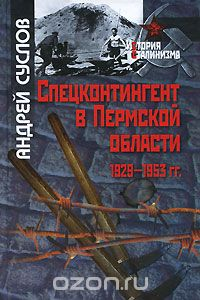 АНДРЕЙ СУСЛОВ
ИСТОРИЯ
СТАЛИНИЗМА
СПЕЦКОНТИНГЕНТ
В ПЕРМСКОЙ
ОБЛАСТИ
1929–1953 гг.
ozon.ru